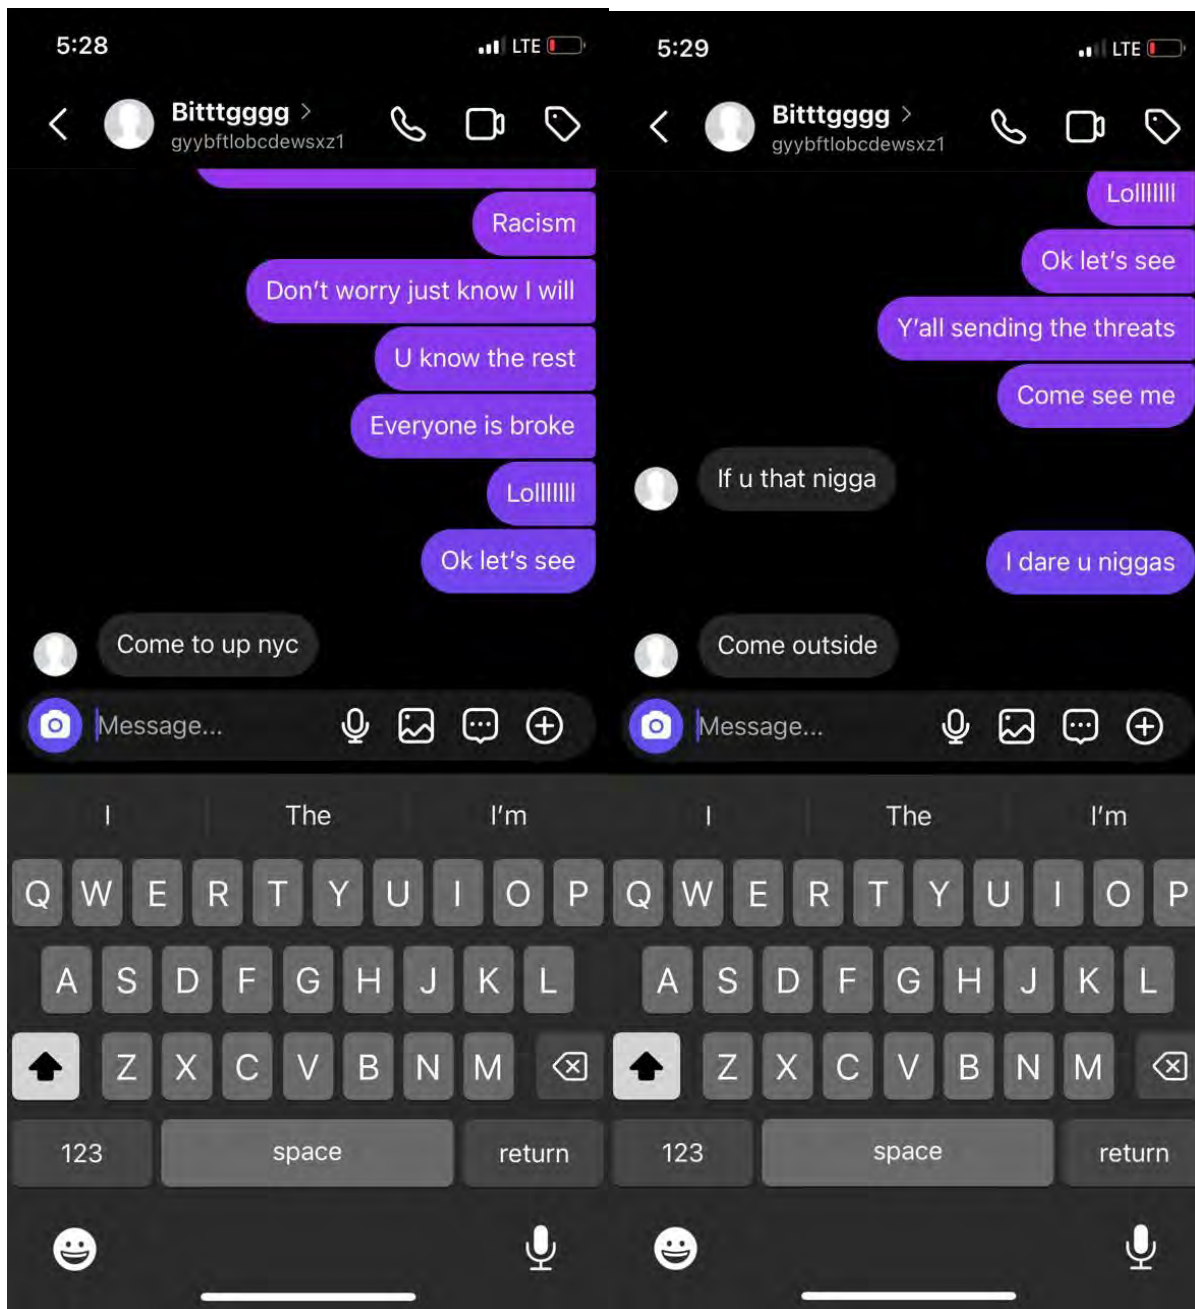 5:28
LTE
Bitttgggg
gyybftlobcdewsxz1
Racism
Don't worry just know I will
U know the rest
Everyone is broke
Lolllllll
Ok let's see
Come to up nyc
Message...
I The I'm
Q W E R T Y U I O P
A S D F G H J K L
Z X C V B N M
123 space return
5:29
LTE
Bitttgggg
gyybftlobcdewsxz1
Lolllllll
Ok let's see
Y'all sending the threats
Come see me
If u that nigga
I dare u niggas
Come outside
Message...
I The I'm
Q W E R T Y U I O P
A S D F G H J K L
Z X C V B N M
123 space return